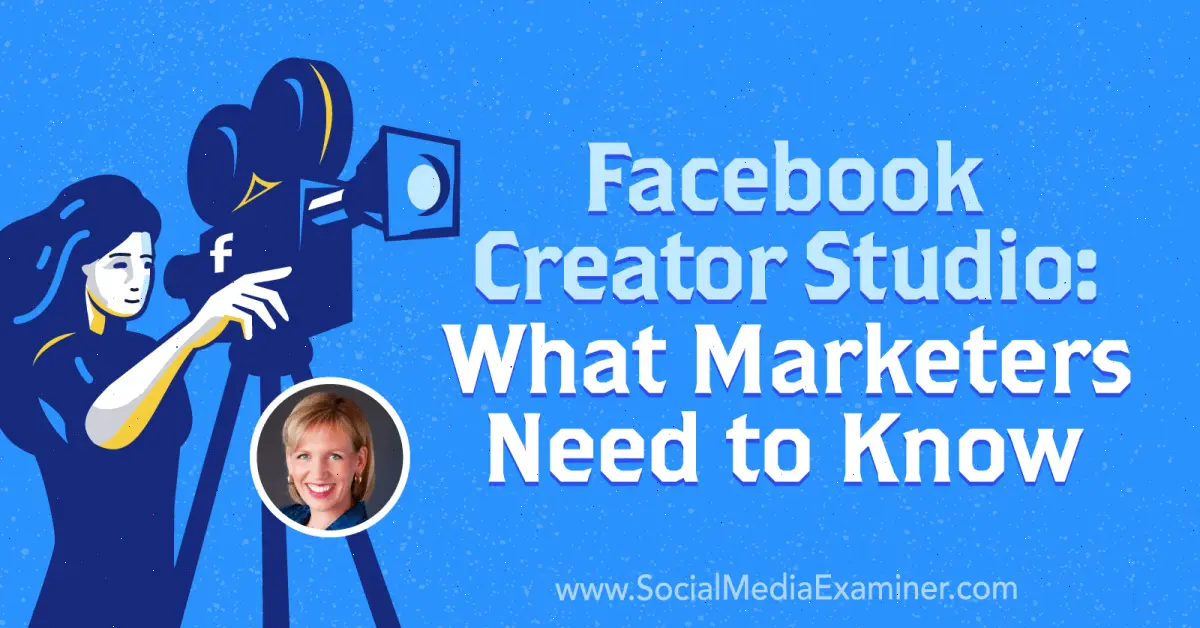 f
Facebook
Creator Studio:
What Marketers
Need to Know
www.SocialMediaExaminer.com